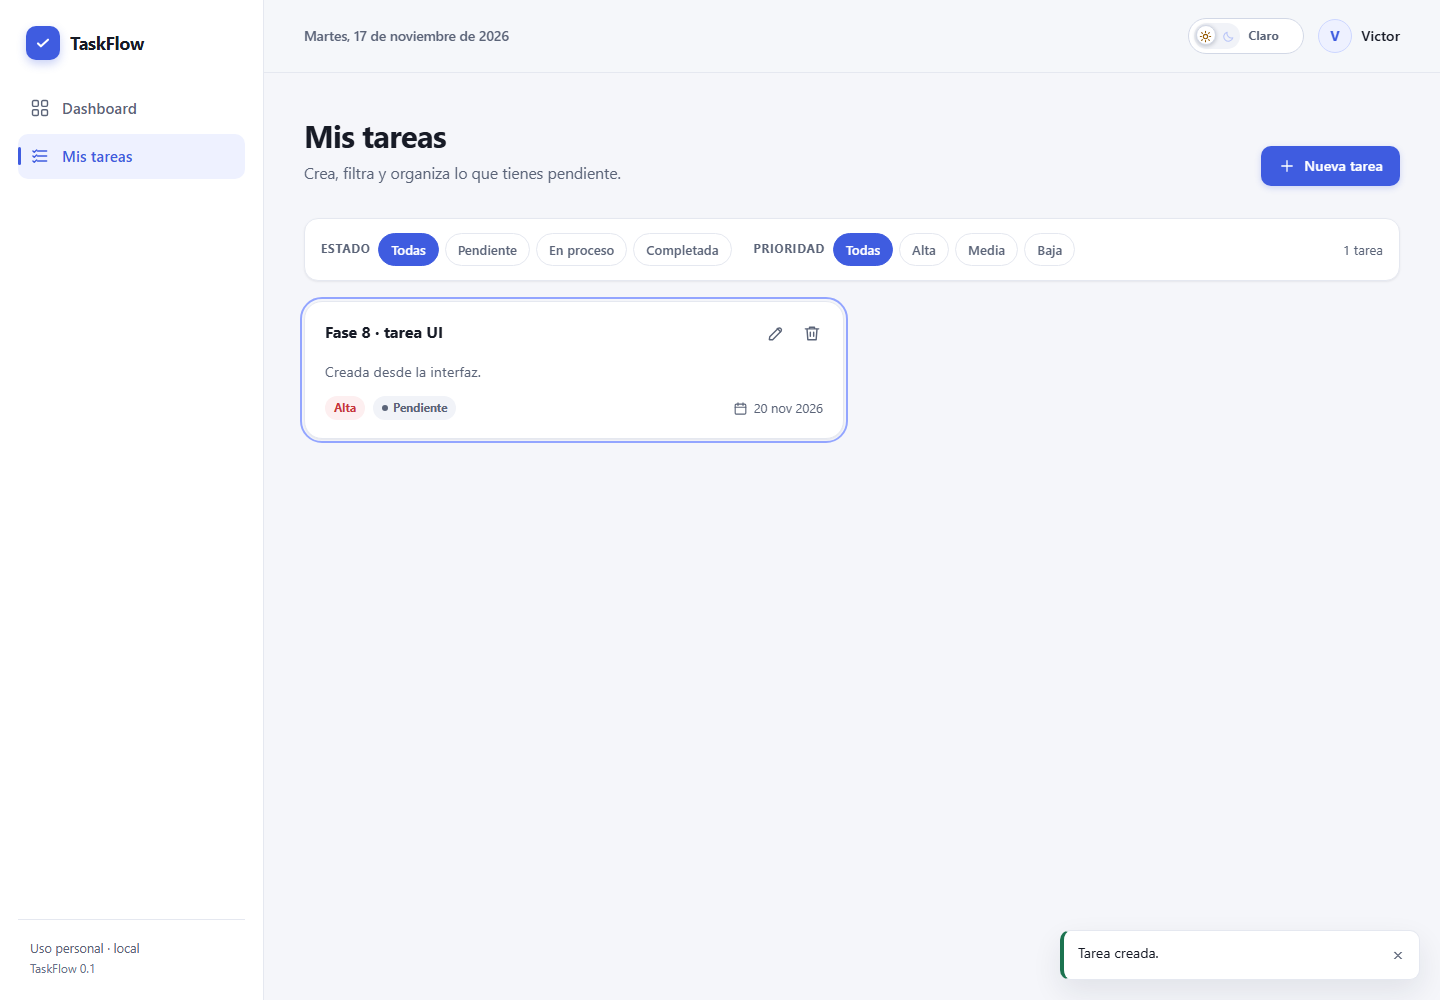 TaskFlow
Dashboard
Mis tareas
Uso personal · local
TaskFlow 0.1
Martes, 17 de noviembre de 2026
Claro
V
Victor
Mis tareas
Crea, filtra y organiza lo que tienes pendiente.
Nueva tarea
ESTADO Todas Pendiente En proceso Completada PRIORIDAD Todas Alta Media Baja 1 tarea
Fase 8 · tarea UI
Creada desde la interfaz.
Alta Pendiente 20 nov 2026
Tarea creada.